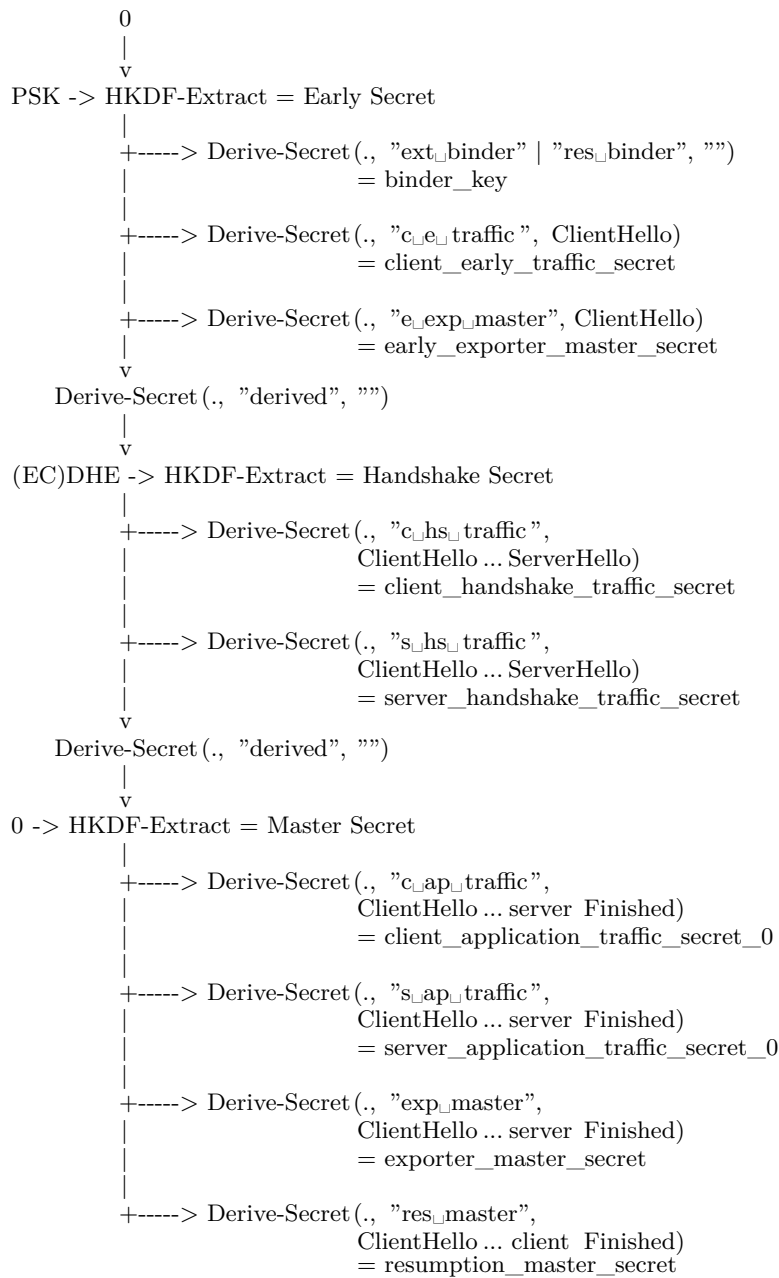 0
|
v
PSK -> HKDF-Extract = Early Secret
|
+-----> Derive-Secret(., "ext␣binder" | "res␣binder", "")
| = binder_key
|
+-----> Derive-Secret(., "c␣e␣traffic", ClientHello)
| = client_early_traffic_secret
|
+-----> Derive-Secret(., "e␣exp␣master", ClientHello)
| = early_exporter_master_secret
v
Derive-Secret(., "derived", "")
|
v
(EC)DHE -> HKDF-Extract = Handshake Secret
|
+-----> Derive-Secret(., "c␣hs␣traffic",
| ClientHello ... ServerHello)
| = client_handshake_traffic_secret
|
+-----> Derive-Secret(., "s␣hs␣traffic",
| ClientHello ... ServerHello)
| = server_handshake_traffic_secret
v
Derive-Secret(., "derived", "")
|
v
0 -> HKDF-Extract = Master Secret
|
+-----> Derive-Secret(., "c␣ap␣traffic",
| ClientHello ... server Finished)
| = client_application_traffic_secret_0
|
+-----> Derive-Secret(., "s␣ap␣traffic",
| ClientHello ... server Finished)
| = server_application_traffic_secret_0
|
+-----> Derive-Secret(., "exp␣master",
| ClientHello ... server Finished)
| = exporter_master_secret
|
+-----> Derive-Secret(., "res␣master",
ClientHello ... client Finished)
= resumption_master_secret